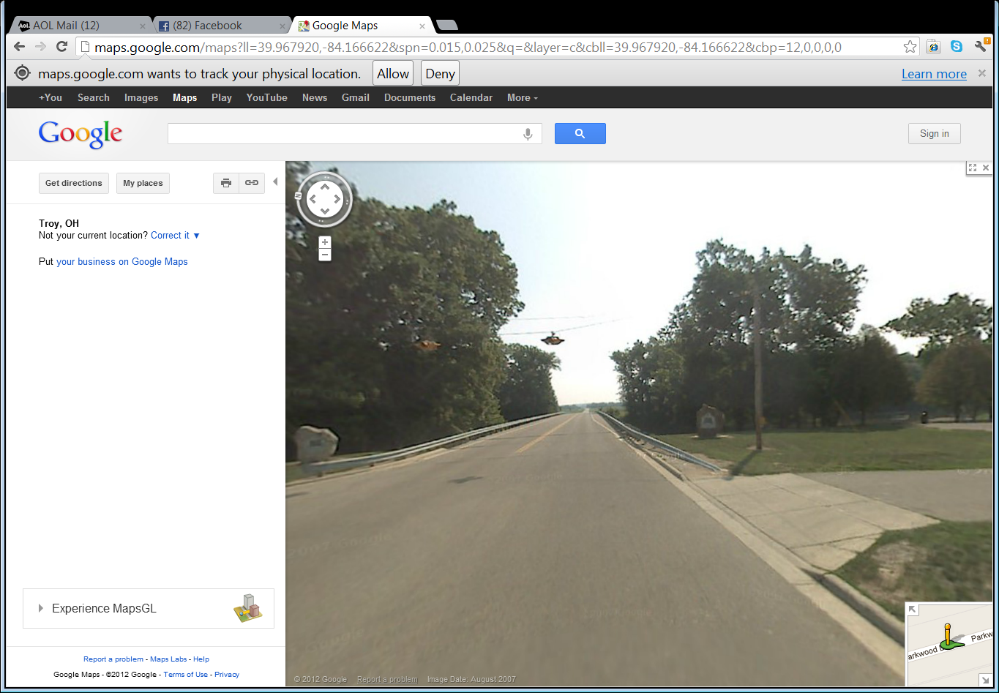 AOL Mail (12)
(82) Facebook
Google Maps
maps.google.com/maps?ll=39.967920,-84.166622&spn=0.015,0.025&q=&layer=c&cbll=39.967920,-84.166622&cbp=12,0,0,0,0
maps.google.com wants to track your physical location. Allow Deny Learn more
+You Search Images Maps Play YouTube News Gmail Documents Calendar More
Google
Sign in
Get directions My places
Troy, OH
Not your current location? Correct it ▼
Put your business on Google Maps
Experience MapsGL
Report a problem - Maps Labs - Help
Google Maps - ©2012 Google - Terms of Use - Privacy
© 2012 Google Report a problem Image Date: August 2007
arkwood Parkw